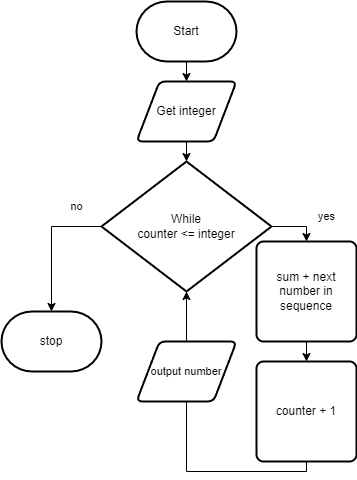 Start
Get integer
While
counter <= integer
no
yes
sum + next
number in
sequence
stop
output number
counter + 1